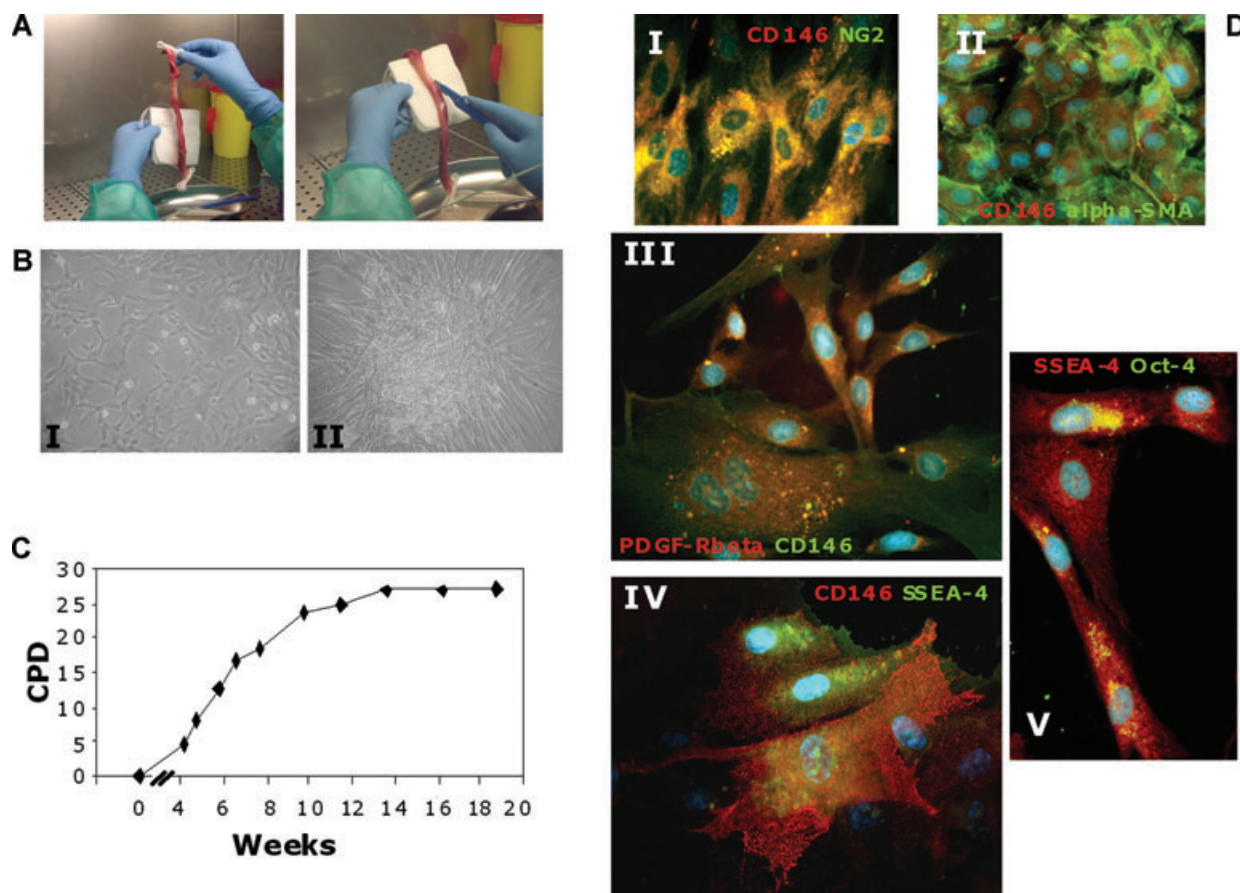 A
B
I
II
C
30
25
20
15
10
5
0
CPD
0 4 6 8 10 12 14 16 18 20
Weeks
D
I
CD146 NG2
II
CD146 alpha-SMA
III
PDGF-Rbeta CD146
IV
CD146 SSEA-4
SSEA-4 Oct-4
V